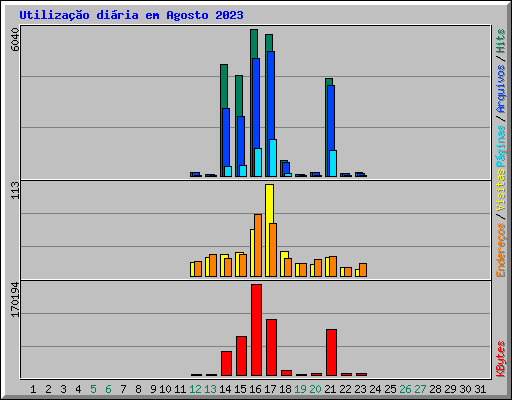 Utilização diária em Agosto 2023
6040
113
170194
Hits / Arquivos / Páginas
Endereços / Visitas
KBytes
1 2 3 4 5 6 7 8 9 10 11 12 13 14 15 16 17 18 19 20 21 22 23 24 25 26 27 28 29 30 31